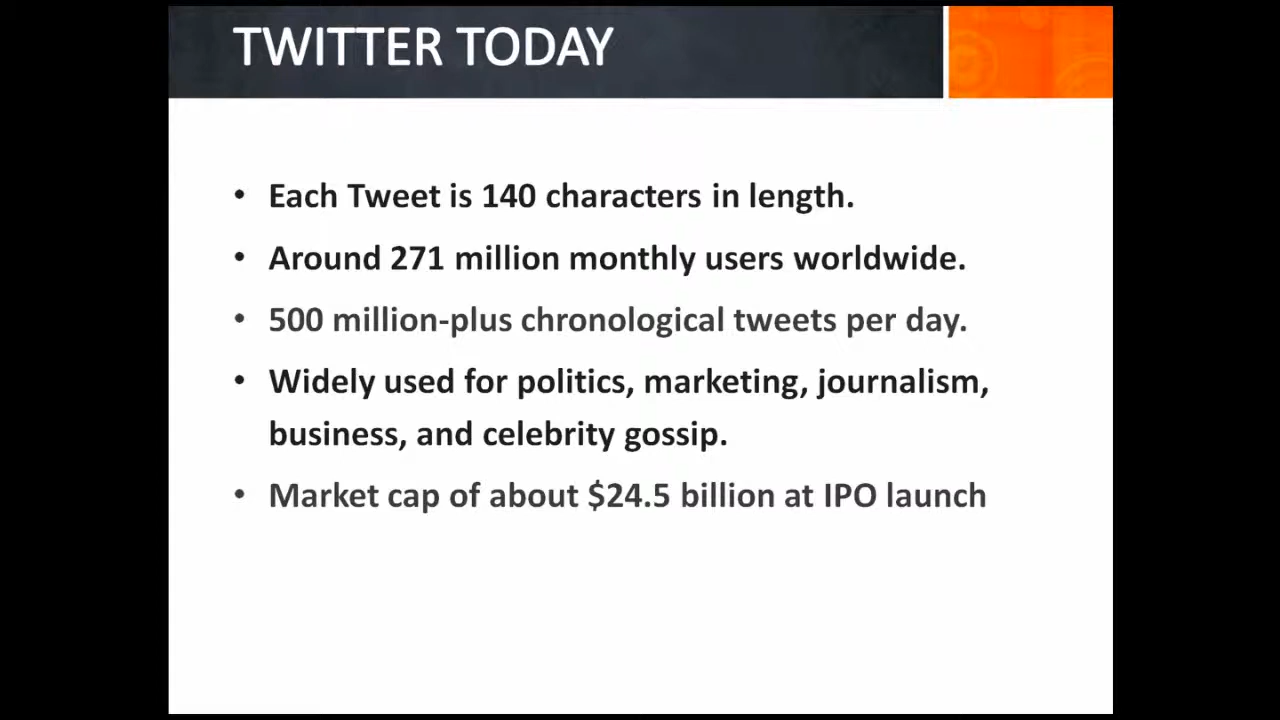 TWITTER TODAY
• Each Tweet is 140 characters in length.
• Around 271 million monthly users worldwide.
• 500 million-plus chronological tweets per day.
• Widely used for politics, marketing, journalism,
business, and celebrity gossip.
• Market cap of about $24.5 billion at IPO launch